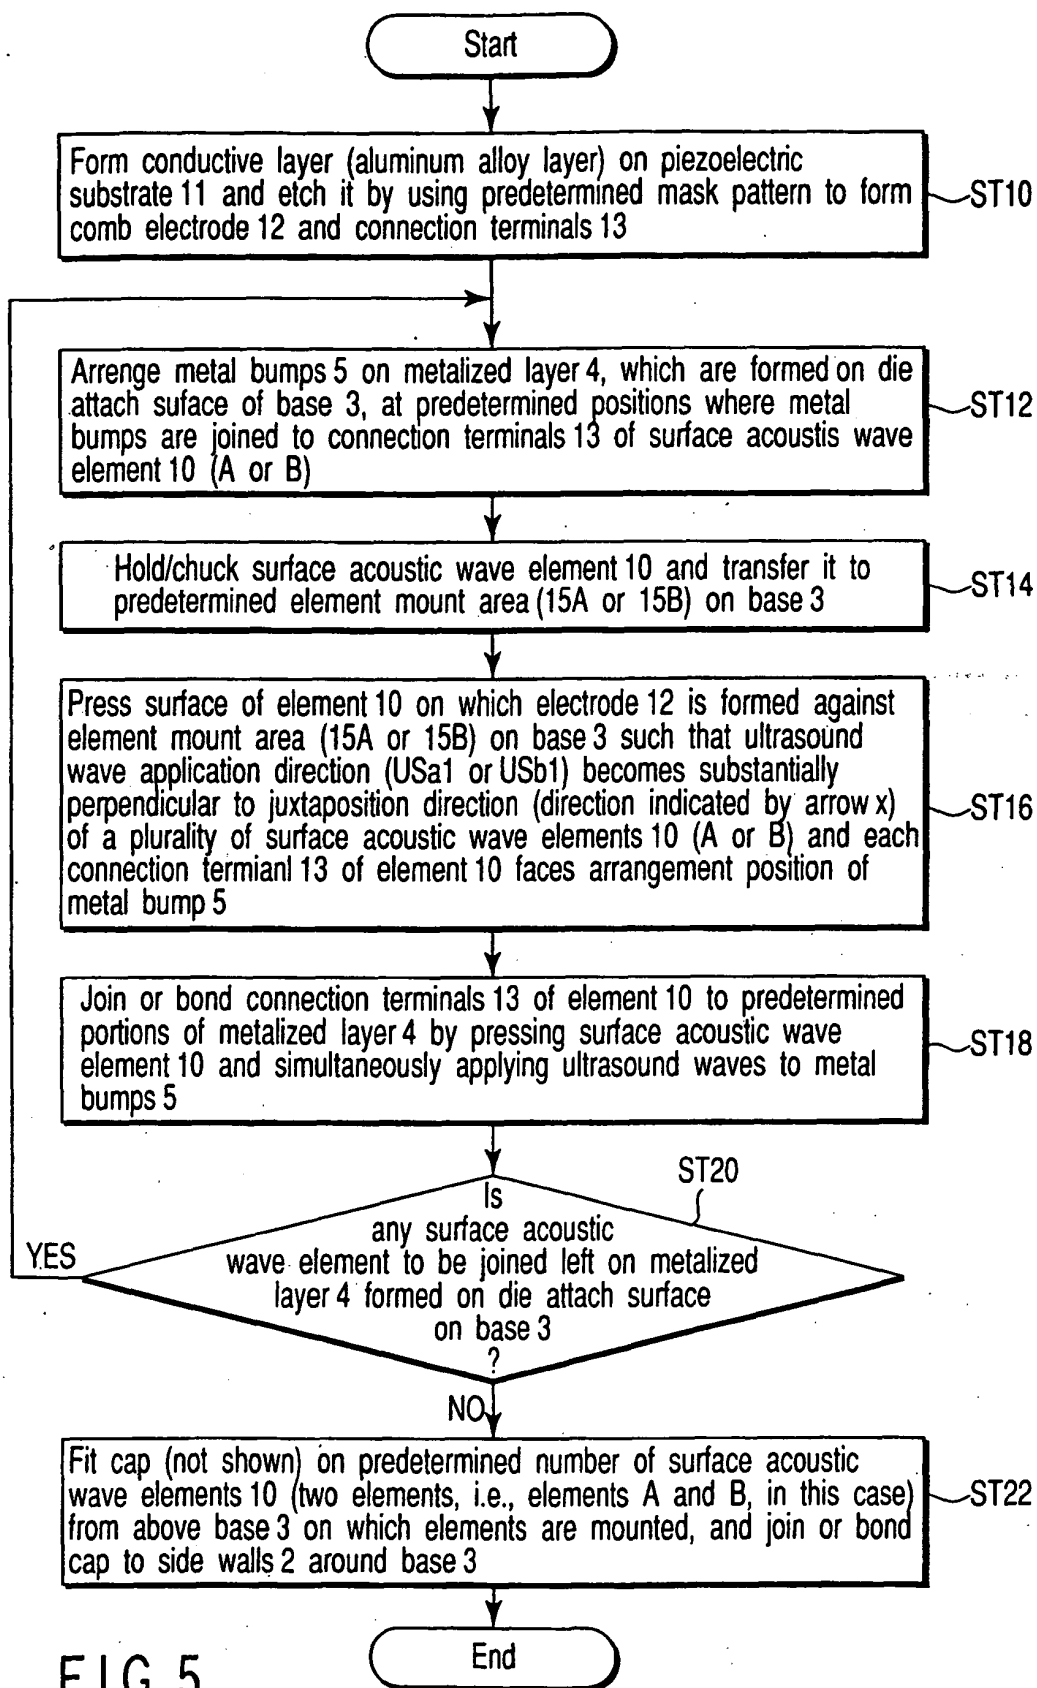 Start
Form conductive layer (aluminum alloy layer) on piezoelectric
substrate 11 and etch it by using predetermined mask pattern to form
comb electrode 12 and connection terminals 13
ST10
Arrenge metal bumps 5 on metalized layer 4, which are formed on die
attach suface of base 3, at predetermined positions where metal
bumps are joined to connection terminals 13 of surface acoustis wave
element 10 (A or B)
ST12
Hold/chuck surface acoustic wave element 10 and transfer it to
predetermined element mount area (15A or 15B) on base 3
ST14
Press surface of element 10 on which electrode 12 is formed against
element mount area (15A or 15B) on base 3 such that ultrasound
wave application direction (USa1 or USb1) becomes substantially
perpendicular to juxtaposition direction (direction indicated by arrow x)
of a plurality of surface acoustic wave elements 10 (A or B) and each
connection termianl 13 of element 10 faces arrangement position of
metal bump 5
ST16
Join or bond connection terminals 13 of element 10 to predetermined
portions of metalized layer 4 by pressing surface acoustic wave
element 10 and simultaneously applying ultrasound waves to metal
bumps 5
ST18
ST20
Is
any surface acoustic
wave element to be joined left on metalized
layer 4 formed on die attach surface
on base 3
?
YES
NO
Fit cap (not shown) on predetermined number of surface acoustic
wave elements 10 (two elements, i.e., elements A and B, in this case)
from above base 3 on which elements are mounted, and join or bond
cap to side walls 2 around base 3
ST22
End
FIG. 5